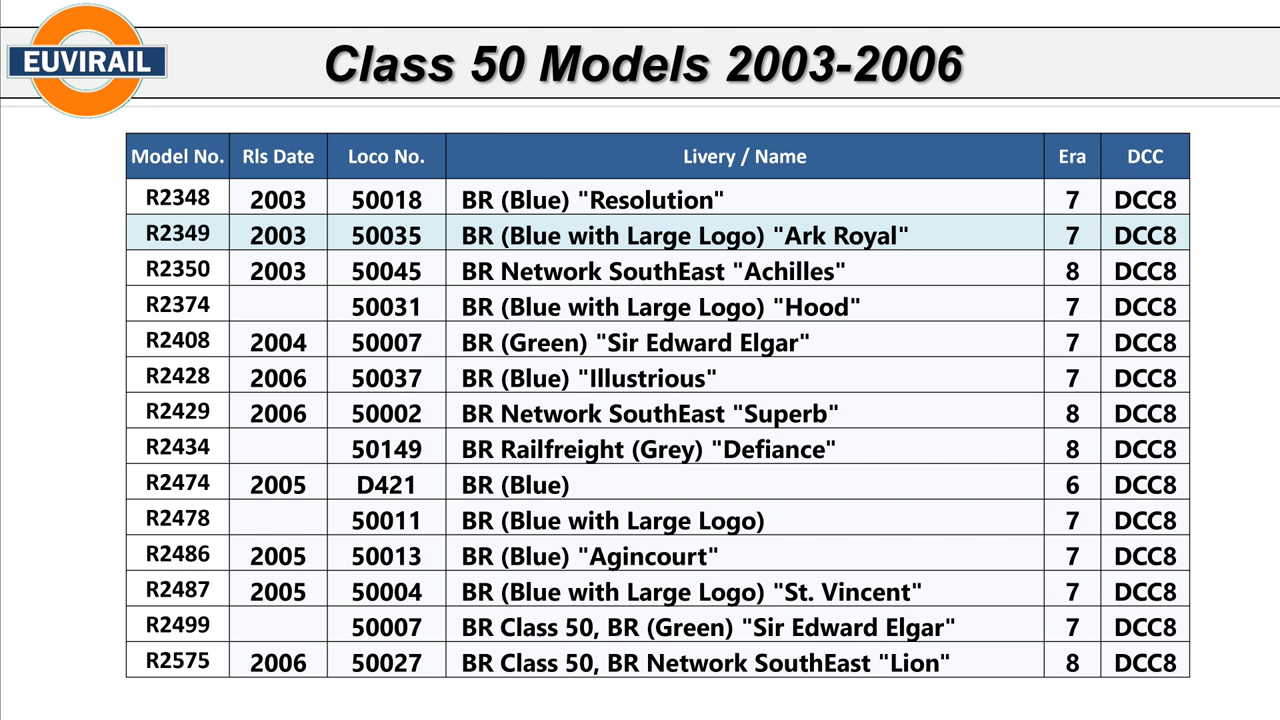 EUVIRAIL
Class 50 Models 2003-2006
Model No. Rls Date Loco No. Livery / Name Era DCC
R2348 2003 50018 BR (Blue) "Resolution" 7 DCC8
R2349 2003 50035 BR (Blue with Large Logo) "Ark Royal" 7 DCC8
R2350 2003 50045 BR Network SouthEast "Achilles" 8 DCC8
R2374 50031 BR (Blue with Large Logo) "Hood" 7 DCC8
R2408 2004 50007 BR (Green) "Sir Edward Elgar" 7 DCC8
R2428 2006 50037 BR (Blue) "Illustrious" 7 DCC8
R2429 2006 50002 BR Network SouthEast "Superb" 8 DCC8
R2434 50149 BR Railfreight (Grey) "Defiance" 8 DCC8
R2474 2005 D421 BR (Blue) 6 DCC8
R2478 50011 BR (Blue with Large Logo) 7 DCC8
R2486 2005 50013 BR (Blue) "Agincourt" 7 DCC8
R2487 2005 50004 BR (Blue with Large Logo) "St. Vincent" 7 DCC8
R2499 50007 BR Class 50, BR (Green) "Sir Edward Elgar" 7 DCC8
R2575 2006 50027 BR Class 50, BR Network SouthEast "Lion" 8 DCC8